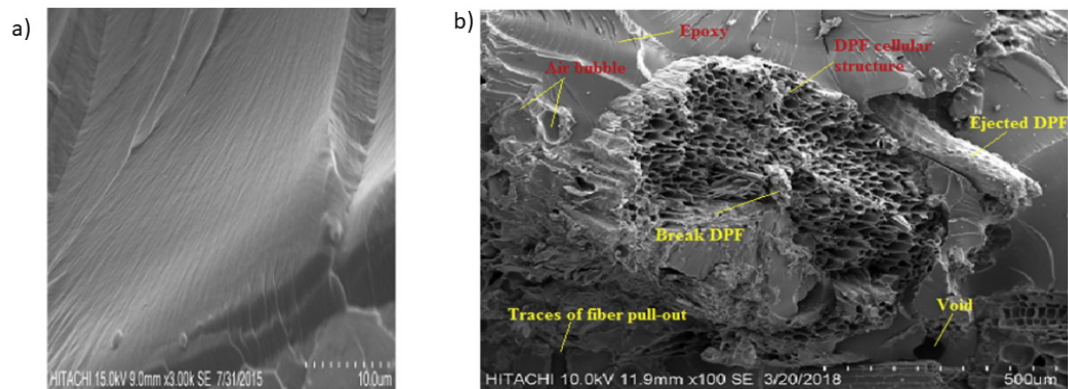 a)
HITACHI 15.0kV 9.0mm x3.00k SE 7/31/2015
10.0µm
b)
Epoxy
DPF cellular
structure
Air bubble
Ejected DPF
Break DPF
Void
Traces of fiber pull-out
HITACHI 10.0kV 11.9mm x100 SE 3/20/2018
500um